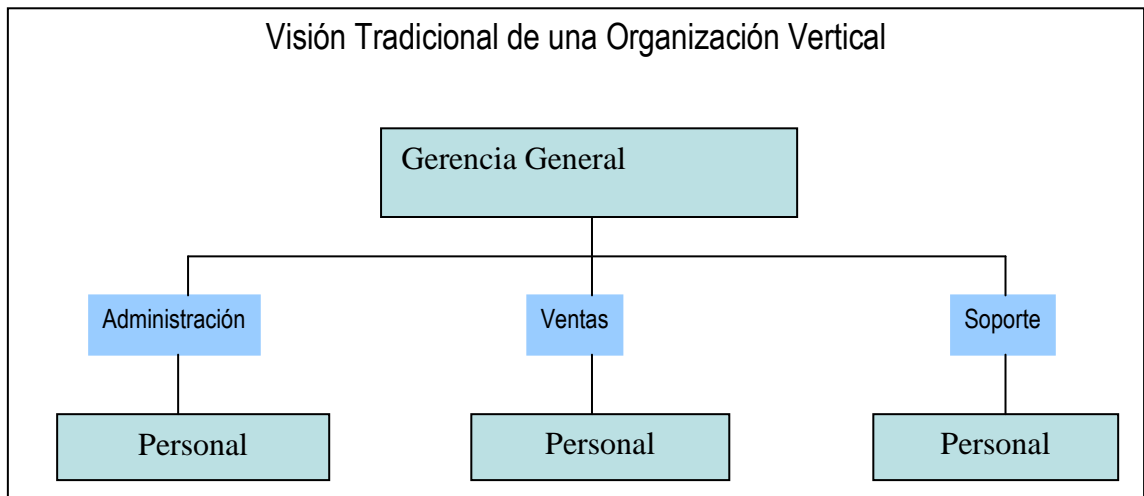 Visión Tradicional de una Organización Vertical
Gerencia General
Administración
Ventas
Soporte
Personal
Personal
Personal